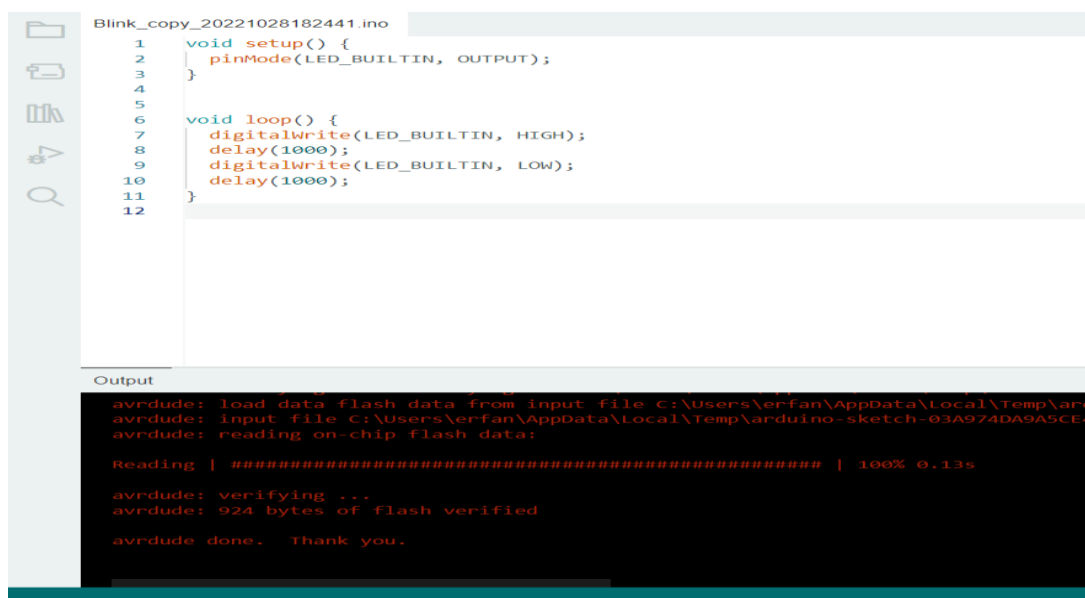 Blink_copy_20221028182441.ino
1 void setup() {
2 pinMode(LED_BUILTIN, OUTPUT);
3 }
4
5
6 void loop() {
7 digitalWrite(LED_BUILTIN, HIGH);
8 delay(1000);
9 digitalWrite(LED_BUILTIN, LOW);
10 delay(1000);
11 }
12
Output
avrdude: load data flash data from input file C:\Users\erfan\AppData\Local\Temp\ar
avrdude: input file C:\Users\erfan\AppData\Local\Temp\arduino-sketch-03A974DA9A5CE4
avrdude: reading on-chip flash data:
Reading | ################################################## | 100% 0.13s
avrdude: verifying ...
avrdude: 924 bytes of flash verified
avrdude done.  Thank you.